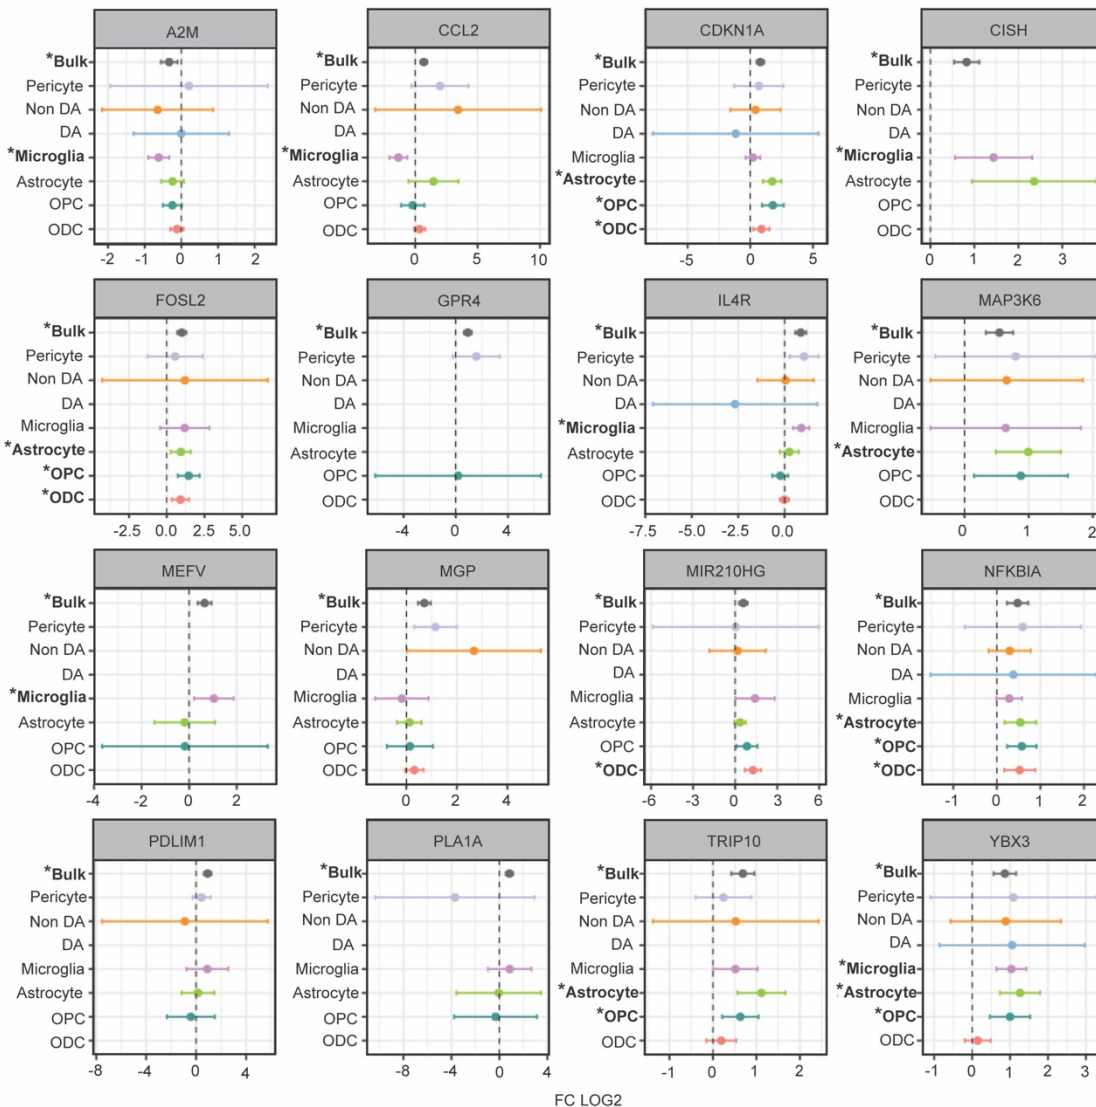 A2M
*Bulk
Pericyte
Non DA
DA
*Microglia
Astrocyte
OPC
ODC
-2 -1 0 1 2
CCL2
*Bulk
Pericyte
Non DA
DA
*Microglia
Astrocyte
OPC
ODC
0 5 10
CDKN1A
*Bulk
Pericyte
Non DA
DA
Microglia
*Astrocyte
*OPC
*ODC
-5 0 5
CISH
*Bulk
Pericyte
Non DA
DA
*Microglia
Astrocyte
OPC
ODC
0 1 2 3
FOSL2
*Bulk
Pericyte
Non DA
DA
Microglia
*Astrocyte
*OPC
*ODC
-2.5 0.0 2.5 5.0
GPR4
*Bulk
Pericyte
Non DA
DA
Microglia
Astrocyte
OPC
ODC
-4 0 4
IL4R
*Bulk
Pericyte
Non DA
DA
*Microglia
Astrocyte
OPC
ODC
-7.5 -5.0 -2.5 0.0
MAP3K6
*Bulk
Pericyte
Non DA
DA
Microglia
*Astrocyte
OPC
ODC
0 1 2
MEFV
*Bulk
Pericyte
Non DA
DA
*Microglia
Astrocyte
OPC
ODC
-4 -2 0 2
MGP
*Bulk
Pericyte
Non DA
DA
Microglia
Astrocyte
OPC
ODC
0 2 4
MIR210HG
*Bulk
Pericyte
Non DA
DA
Microglia
Astrocyte
OPC
*ODC
-6 -3 0 3 6
NFKBIA
*Bulk
Pericyte
Non DA
DA
Microglia
*Astrocyte
*OPC
*ODC
-1 0 1 2
PDLIM1
*Bulk
Pericyte
Non DA
DA
Microglia
Astrocyte
OPC
ODC
-8 -4 0 4
PLA1A
*Bulk
Pericyte
Non DA
DA
Microglia
Astrocyte
OPC
ODC
-8 -4 0 4
TRIP10
*Bulk
Pericyte
Non DA
DA
Microglia
*Astrocyte
*OPC
ODC
-1 0 1 2
YBX3
*Bulk
Pericyte
Non DA
DA
*Microglia
*Astrocyte
*OPC
ODC
-1 0 1 2 3
FC LOG2